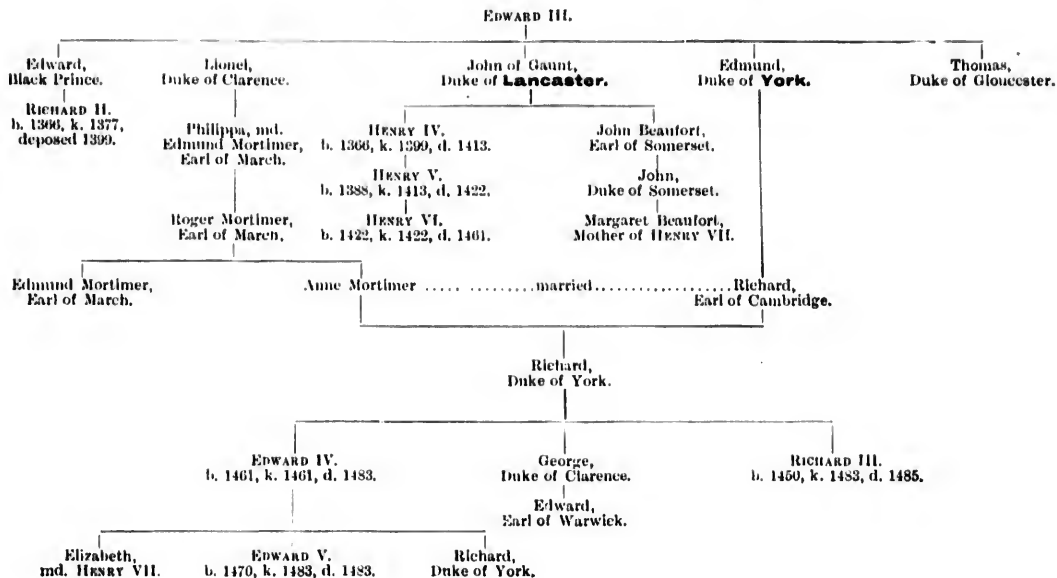 EDWARD III.
Edward,
Black Prince.
Lionel,
Duke of Clarence.
John of Gaunt,
Duke of Lancaster.
Edmund,
Duke of York.
Thomas,
Duke of Gloucester.
RICHARD II.
b. 1366, k. 1377,
deposed 1399.
Philippa, md.
Edmund Mortimer,
Earl of March.
HENRY IV.
b. 1366, k. 1399, d. 1413.
John Beaufort,
Earl of Somerset.
HENRY V.
b. 1388, k. 1413, d. 1422.
John,
Duke of Somerset.
Roger Mortimer,
Earl of March,
HENRY VI.
b. 1422, k. 1422, d. 1461.
Margaret Beaufort,
Mother of HENRY VII.
Edmund Mortimer,
Earl of March.
Anne Mortimer ..... ........married.................Richard,
Earl of Cambridge.
Richard,
Duke of York.
EDWARD IV.
b. 1461, k. 1461, d. 1483.
George,
Duke of Clarence.
RICHARD III.
b. 1450, k. 1483, d. 1485.
Edward,
Earl of Warwick.
Elizabeth,
md. HENRY VII.
EDWARD V.
b. 1470, k. 1483, d. 1483.
Richard,
Duke of York.